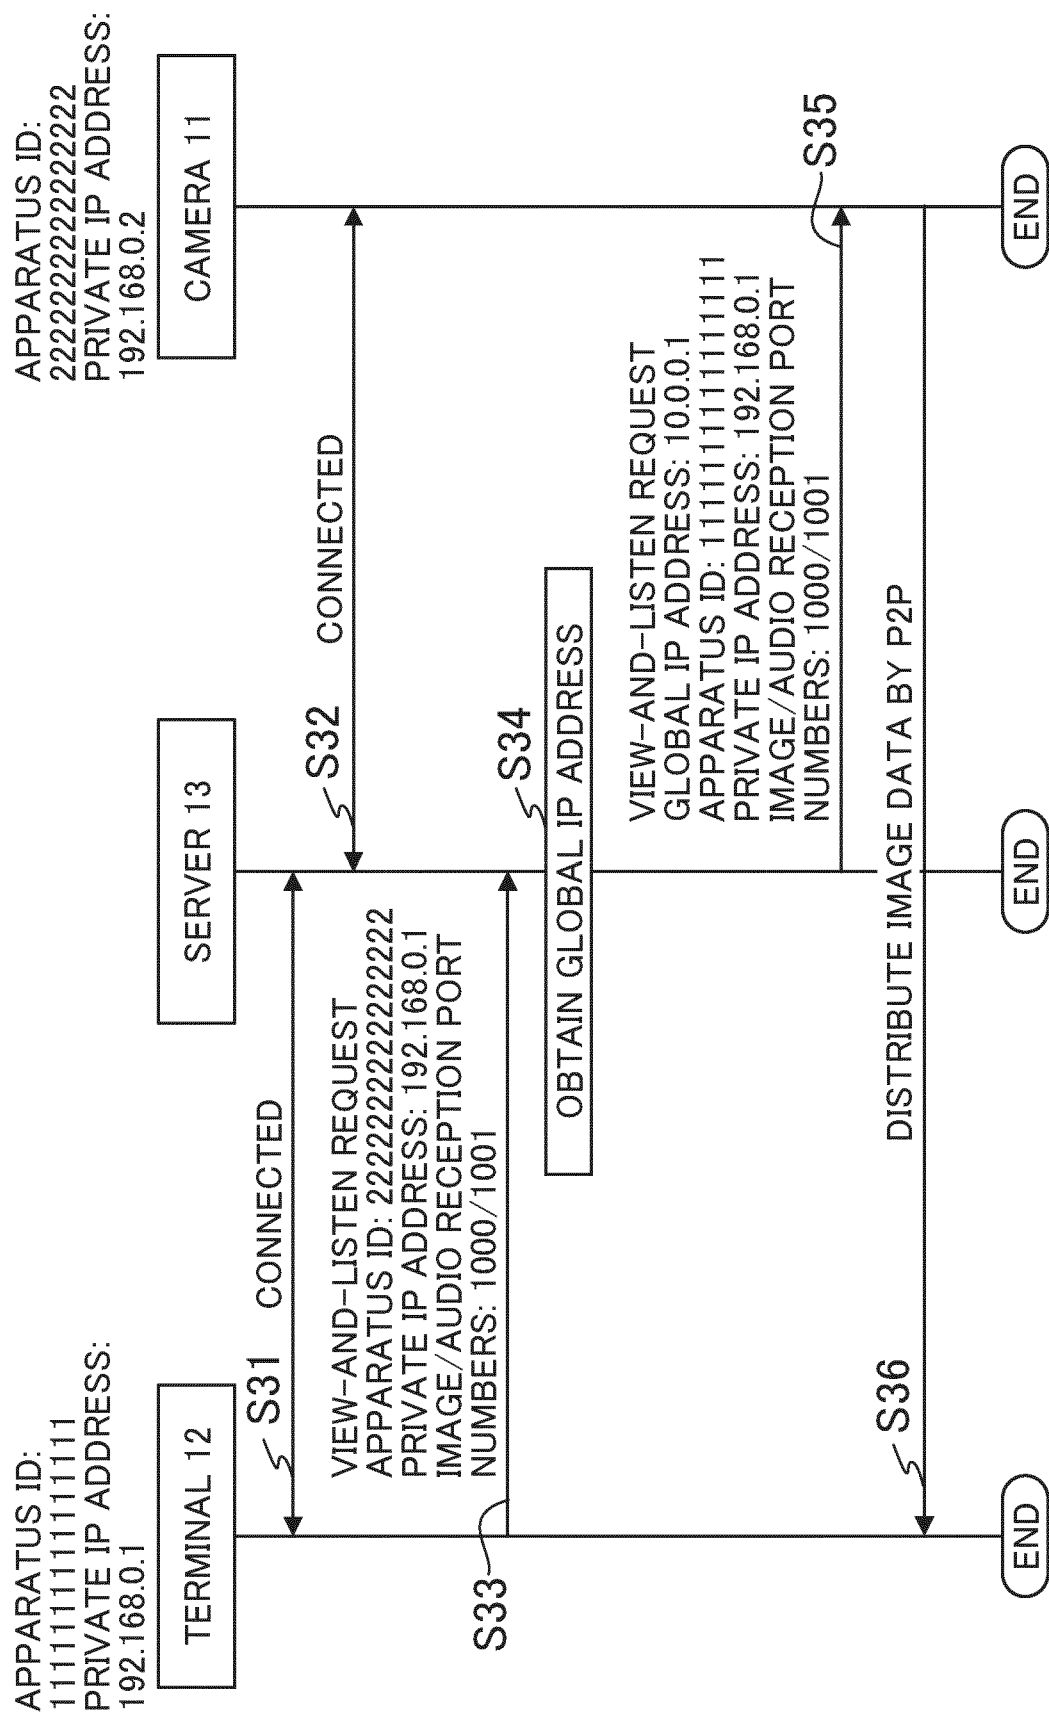 APPARATUS ID:
1111111111111111
PRIVATE IP ADDRESS:
192.168.0.1
TERMINAL 12
SERVER 13
APPARATUS ID:
2222222222222222
PRIVATE IP ADDRESS:
192.168.0.2
CAMERA 11
S31
CONNECTED
S32
CONNECTED
VIEW-AND-LISTEN REQUEST
APPARATUS ID: 2222222222222222
PRIVATE IP ADDRESS: 192.168.0.1
IMAGE/AUDIO RECEPTION PORT
NUMBERS: 1000/1001
S33
S34
OBTAIN GLOBAL IP ADDRESS
VIEW-AND-LISTEN REQUEST
GLOBAL IP ADDRESS: 10.0.0.1
APPARATUS ID: 1111111111111111
PRIVATE IP ADDRESS: 192.168.0.1
IMAGE/AUDIO RECEPTION PORT
NUMBERS: 1000/1001
S35
S36
DISTRIBUTE IMAGE DATA BY P2P
END
END
END